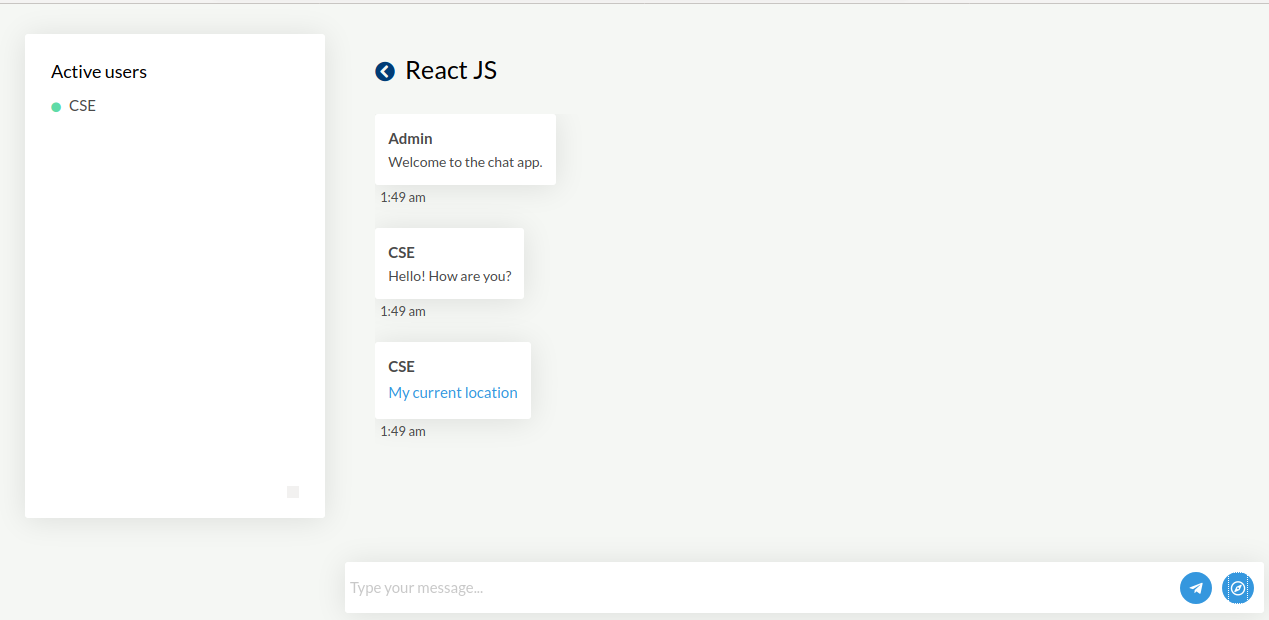 Active users
CSE
React JS
Admin
Welcome to the chat app.
1:49 am
CSE
Hello! How are you?
1:49 am
CSE
My current location
1:49 am
Type your message...